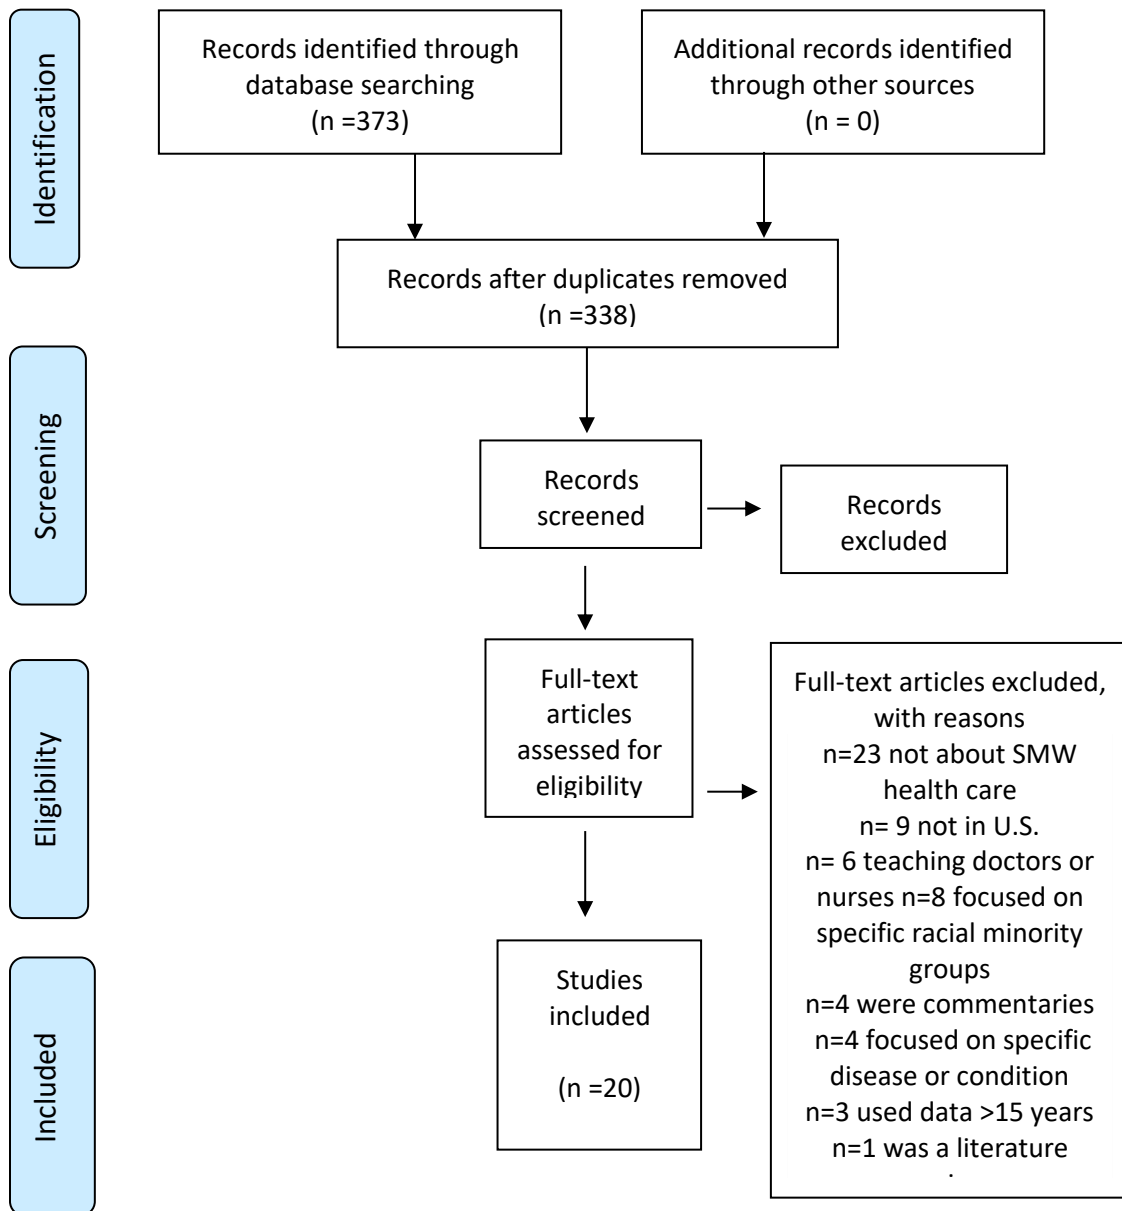 Identification
Records identified through
database searching
(n =373)
Additional records identified
through other sources
(n = 0)
Records after duplicates removed
(n =338)
Screening
Records
screened
Records
excluded
Eligibility
Full-text
articles
assessed for
eligibility
Full-text articles excluded,
with reasons
n=23 not about SMW
health care
n= 9 not in U.S.
n= 6 teaching doctors or
nurses n=8 focused on
specific racial minority
groups
n=4 were commentaries
n=4 focused on specific
disease or condition
n=3 used data >15 years
n=1 was a literature
Included
Studies
included
(n =20)